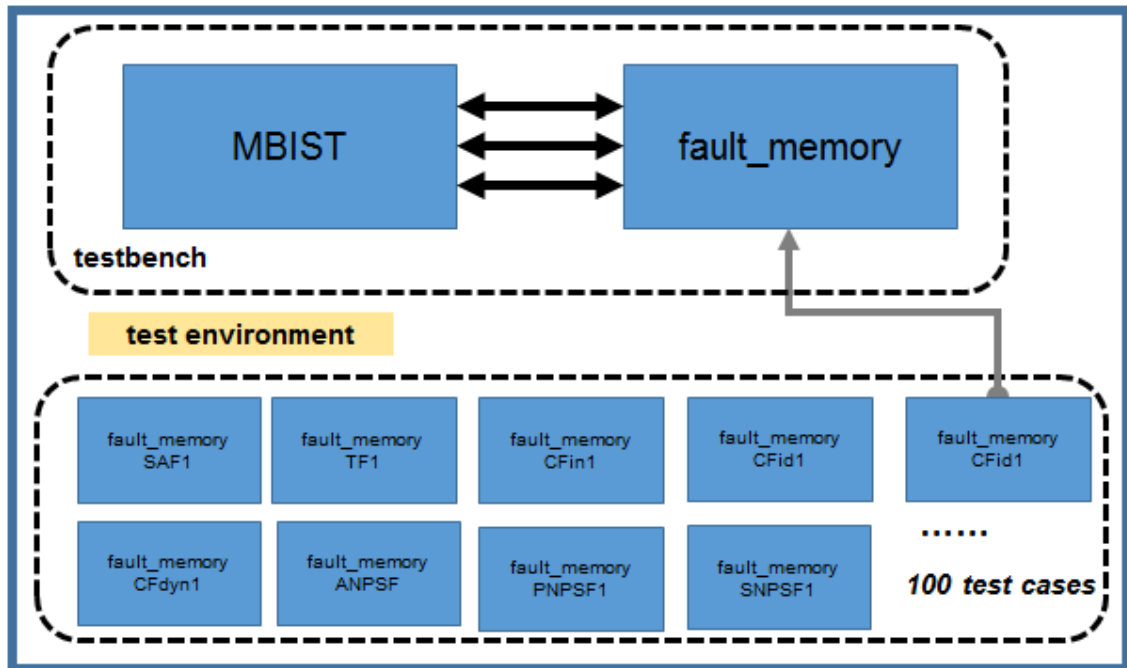 MBIST
fault_memory
testbench
test environment
fault_memory
SAF1
fault_memory
TF1
fault_memory
CFin1
fault_memory
CFid1
fault_memory
CFid1
fault_memory
CFdyn1
fault_memory
ANPSF
fault_memory
PNPSF1
fault_memory
SNPSF1
......
100 test cases